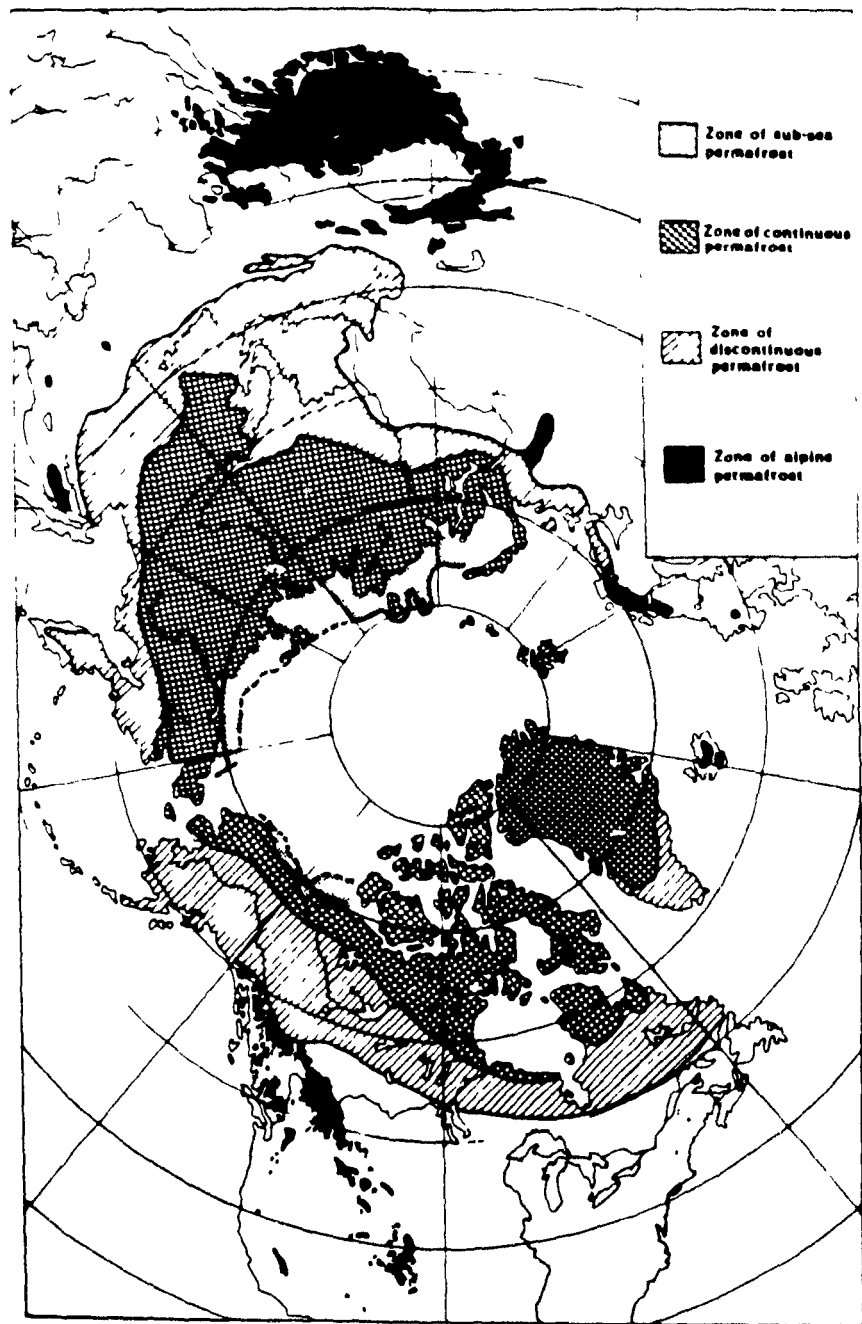 Zone of sub-sea
permafrost
Zone of continuous
permafrost
Zone of
discontinuous
permafrost
Zone of alpine
permafrost